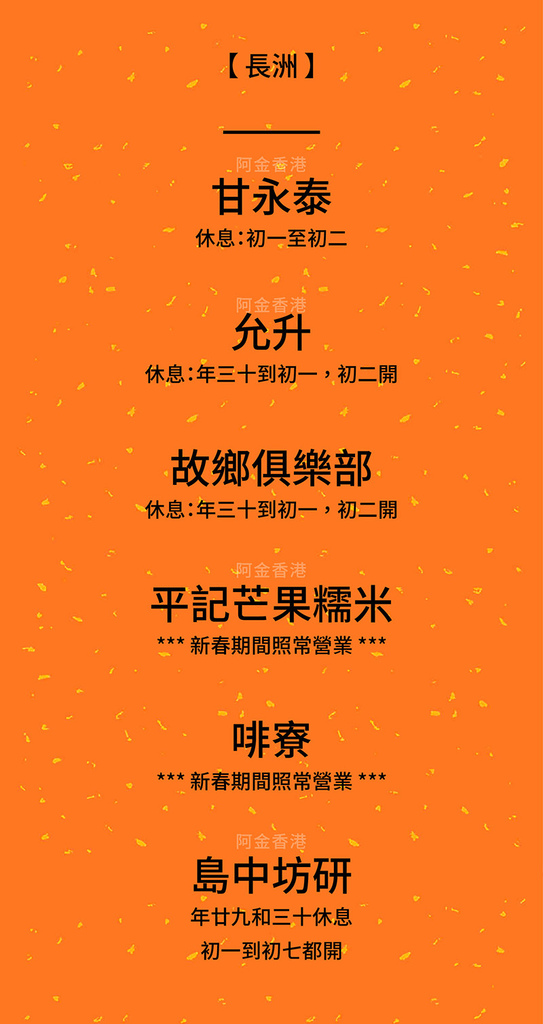 【長洲】
阿金香港
甘永泰
休息：初一至初二
阿金香港
允升
休息：年三十到初一，初二開
故鄉俱樂部
休息：年三十到初一，初二開
阿金香港
平記芒果糯米
*** 新春期間照常營業 ***
啡寮
*** 新春期間照常營業 ***
阿金香港
島中坊研
年廿九和三十休息
初一到初七都開